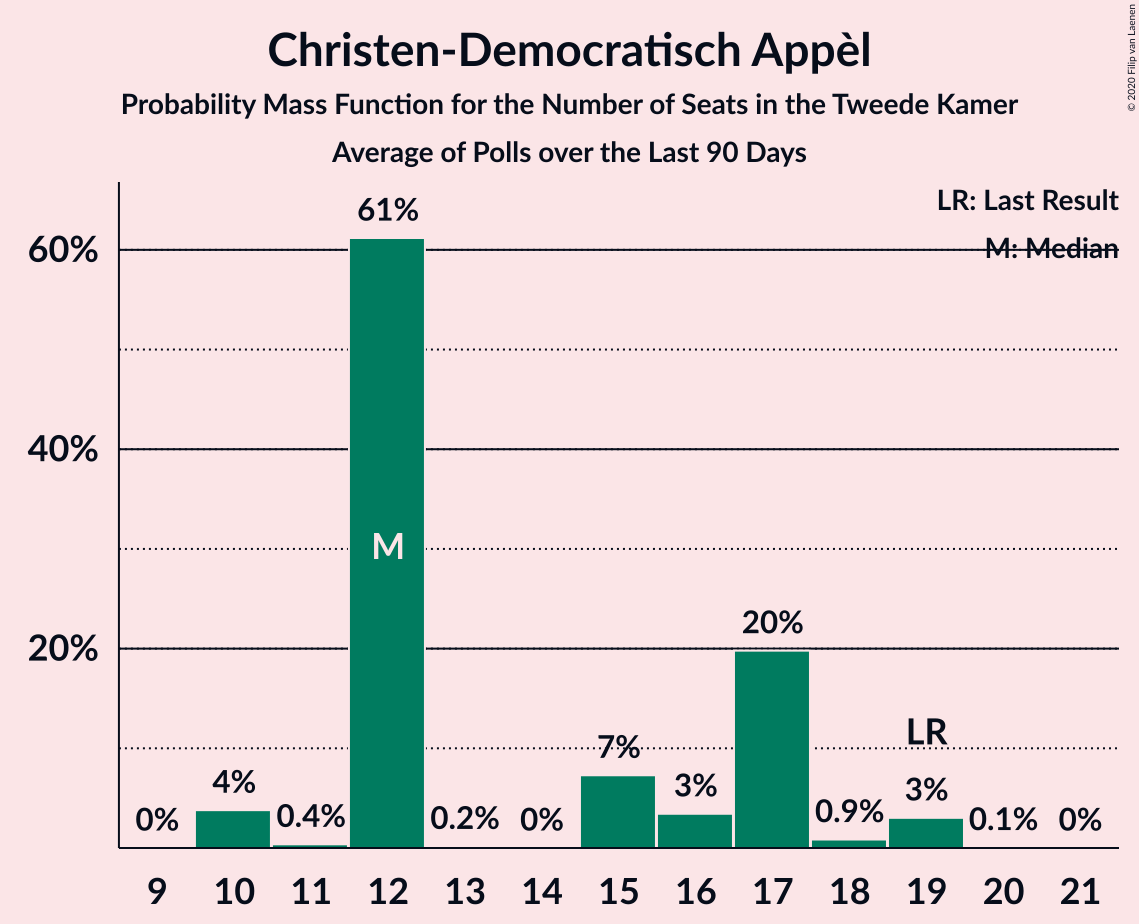 Christen-Democratisch Appèl
Probability Mass Function for the Number of Seats in the Tweede Kamer
Average of Polls over the Last 90 Days
© 2020 Filip van Laenen
LR: Last Result
M: Median
60%
40%
20%
0%
4%
0.4%
61%
M
0.2%
0%
7%
3%
20%
0.9%
LR
3%
0.1%
0%
9 10 11 12 13 14 15 16 17 18 19 20 21